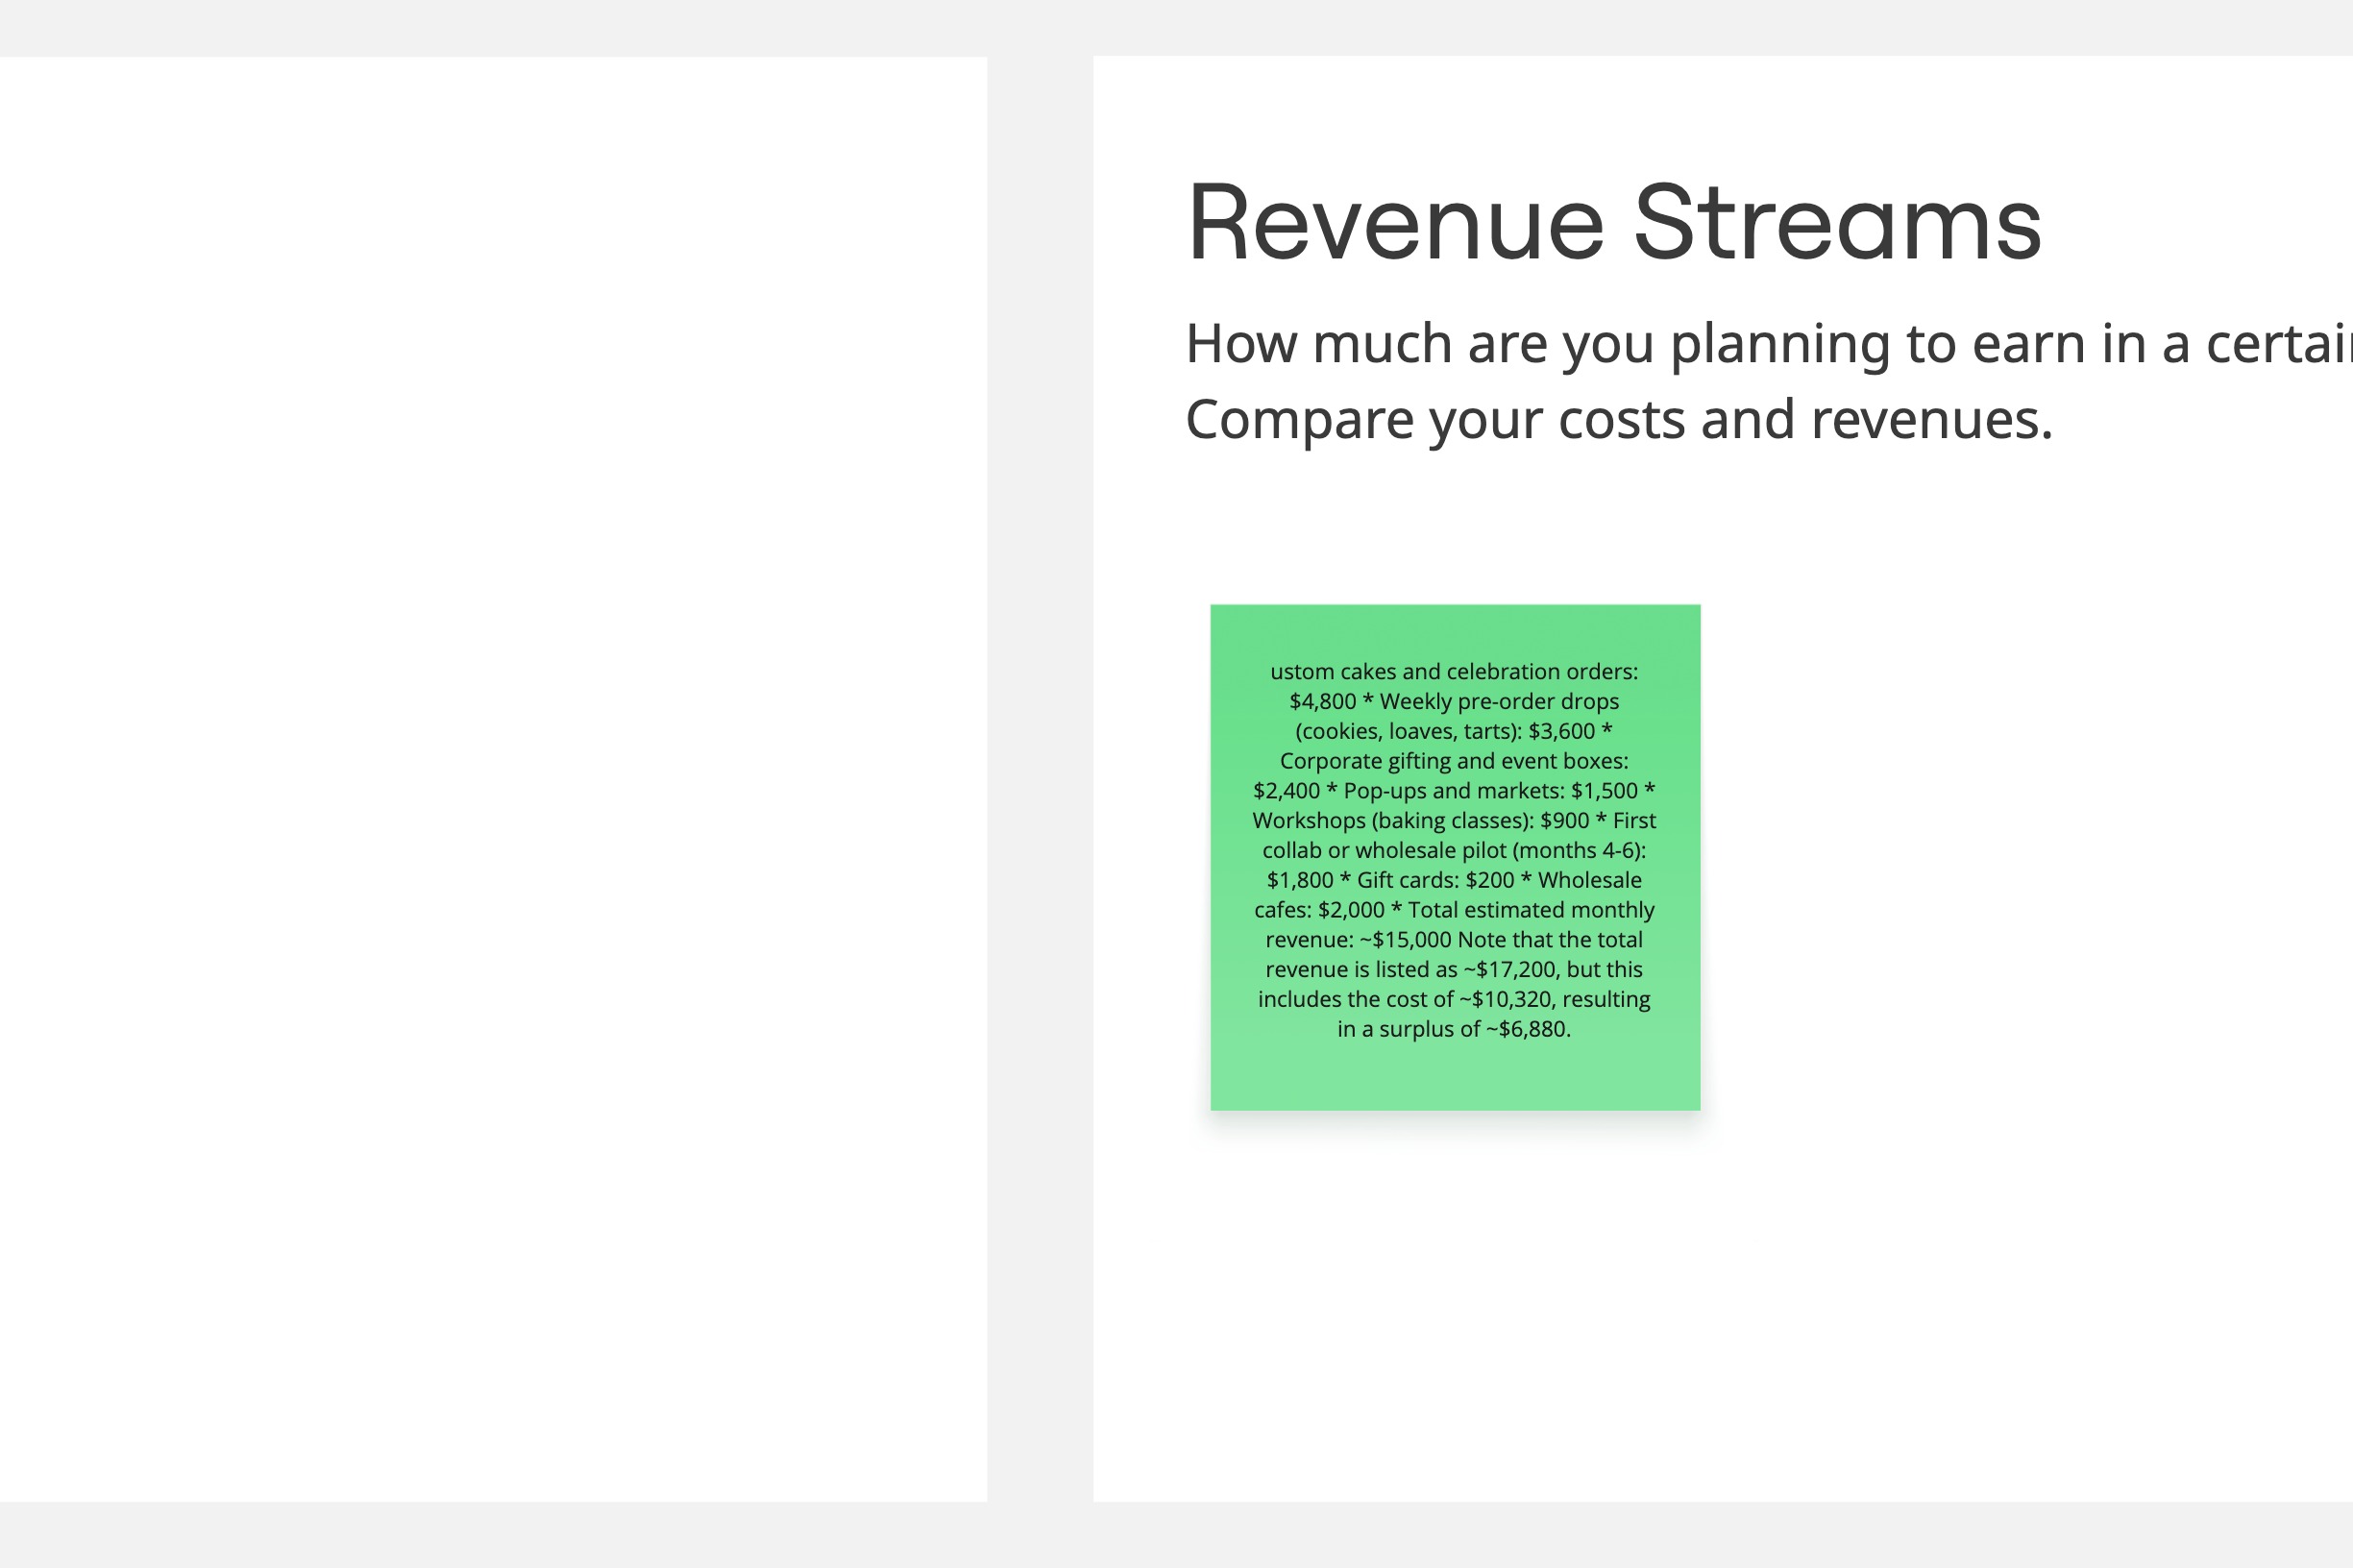 Revenue Streams
How much are you planning to earn in a certai
Compare your costs and revenues.
ustom cakes and celebration orders:
$4,800 * Weekly pre-order drops
(cookies, loaves, tarts): $3,600 *
Corporate gifting and event boxes:
$2,400 * Pop-ups and markets: $1,500 *
Workshops (baking classes): $900 * First
collab or wholesale pilot (months 4-6):
$1,800 * Gift cards: $200 * Wholesale
cafes: $2,000 * Total estimated monthly
revenue: ~$15,000 Note that the total
revenue is listed as ~$17,200, but this
includes the cost of ~$10,320, resulting
in a surplus of ~$6,880.